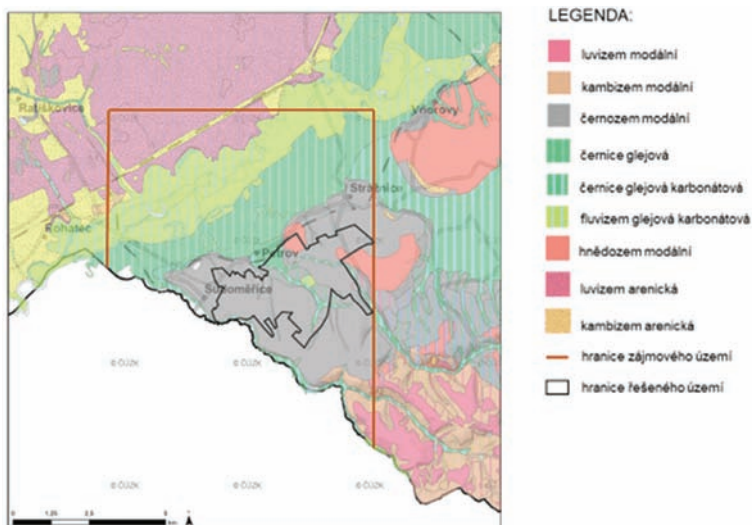 LEGENDA:
luvizem modální
kambizem modální
černozem modální
černice glejová
černice glejová karbonátová
fluvizem glejová karbonátová
hnědozem modální
luvizem arenická
kambizem arenická
hranice zájmového území
hranice řešeného území
Ratíškovice
Vnorovy
Strážnice
Rohatec
Petrov
Sudoměřice
© ČÚZK
© ČÚZK
© ČÚZK
© ČÚZK
© ČÚZK
© ČÚZK
0 1,25 2,5 5
km